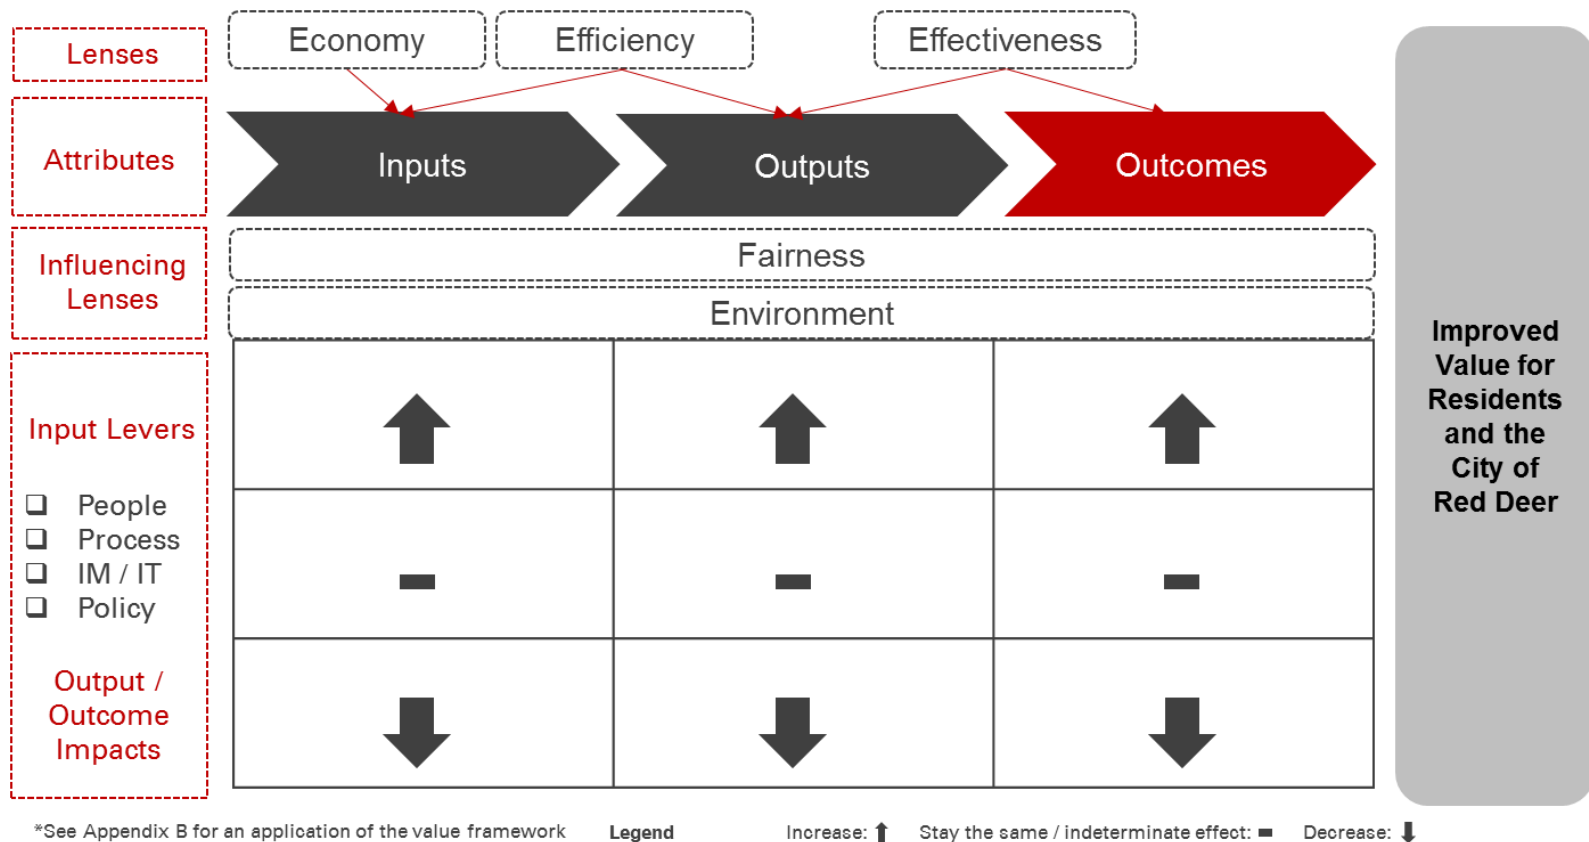 Lenses
Economy
Efficiency
Effectiveness
Attributes
Inputs
Outputs
Outcomes
Influencing
Lenses
Fairness
Environment
Input Levers
❑ People
❑ Process
❑ IM / IT
❑ Policy
Output /
Outcome
Impacts
Improved
Value for
Residents
and the
City of
Red Deer
*See Appendix B for an application of the value framework
Legend
Increase:
Stay the same / indeterminate effect:
Decrease: